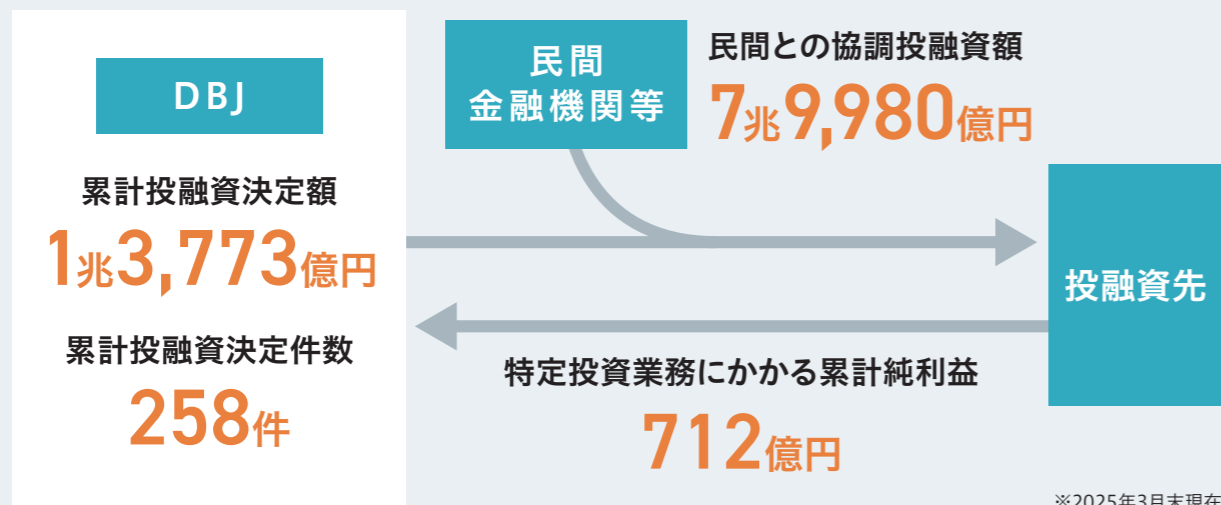 DBJ
累計投融資決定額
1兆3,773億円
累計投融資決定件数
258件
民間
金融機関等
民間との協調投融資額
7兆9,980億円
投融資先
特定投資業務にかかる累計純利益
712億円
※2025年3月末現在